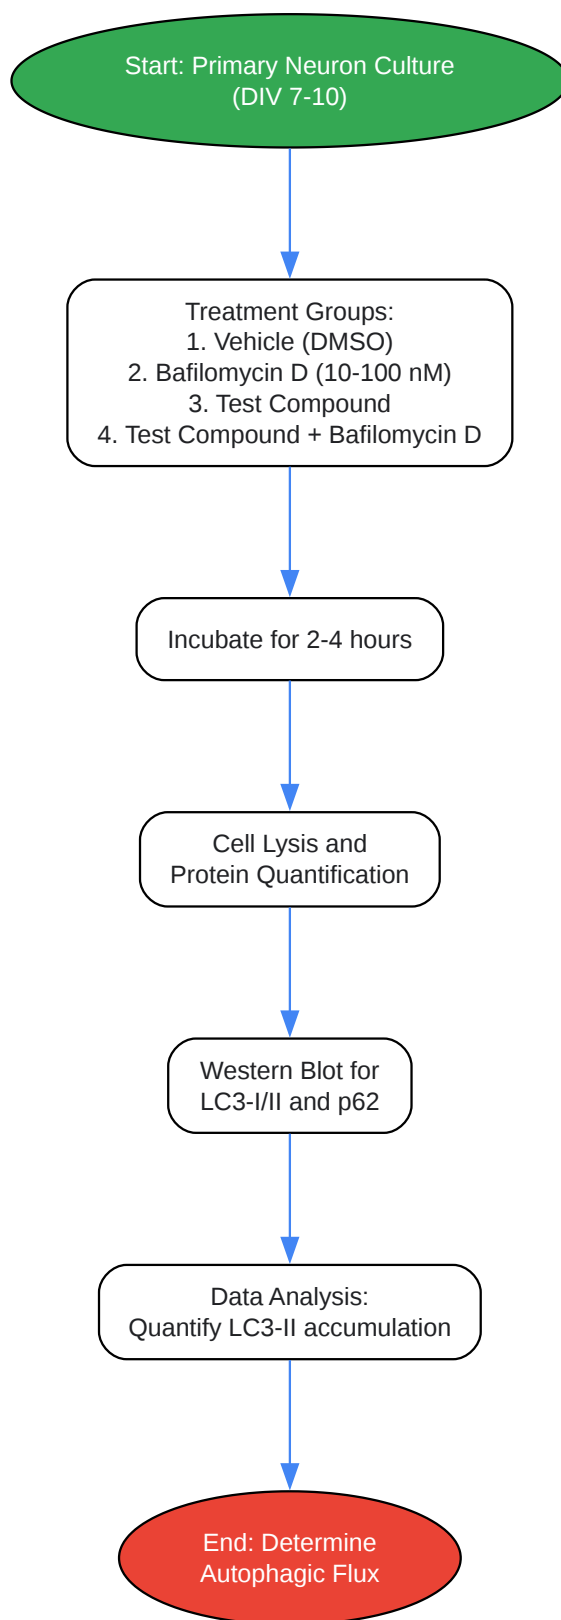 Start: Primary Neuron Culture
(DIV 7-10)
Treatment Groups:
1. Vehicle (DMSO)
2. Bafilomycin D (10-100 nM)
3. Test Compound
4. Test Compound + Bafilomycin D
Incubate for 2-4 hours
Cell Lysis and
Protein Quantification
Western Blot for
LC3-I/II and p62
Data Analysis:
Quantify LC3-II accumulation
End: Determine
Autophagic Flux